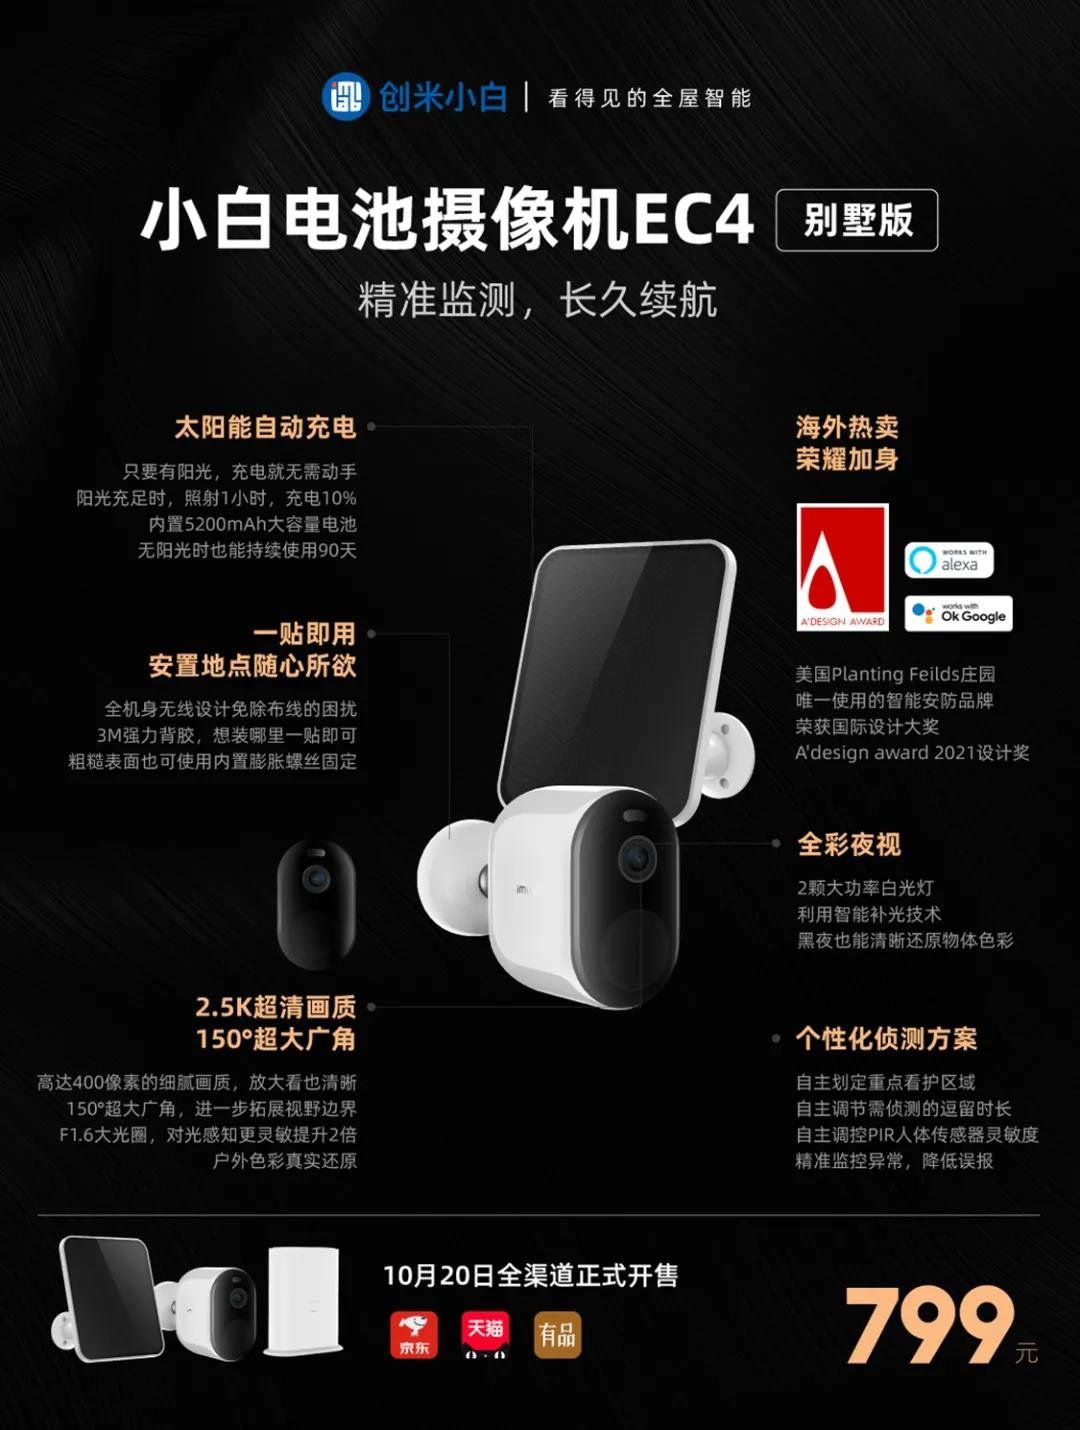 创米小白 | 看得见的全屋智能
小白电池摄像机EC4 别墅版
精准监测，长久续航
太阳能自动充电
只要有阳光，充电就无需动手
阳光充足时，照射1小时，充电10%
内置5200mAh大容量电池
无阳光时也能持续使用90天
一贴即用
安置地点随心所欲
全机身无线设计免除布线的困扰
3M强力背胶，想装哪里一贴即可
粗糙表面也可使用内置膨胀螺丝固定
2.5K超清画质
150°超大广角
高达400像素的细腻画质，放大看也清晰
150°超大广角，进一步拓展视野边界
F1.6大光圈，对光感知更灵敏提升2倍
户外色彩真实还原
海外热卖
荣耀加身
A'DESIGN AWARD
WORKS WITH
alexa
works with
Ok Google
美国Planting Feilds庄园
唯一使用的智能安防品牌
荣获国际设计大奖
A'design award 2021设计奖
全彩夜视
2颗大功率白光灯
利用智能补光技术
黑夜也能清晰还原物体色彩
个性化侦测方案
自主划定重点看护区域
自主调节需侦测的逗留时长
自主调控PIR人体传感器灵敏度
精准监控异常，降低误报
10月20日全渠道正式开售
京东
天猫
有品
799元